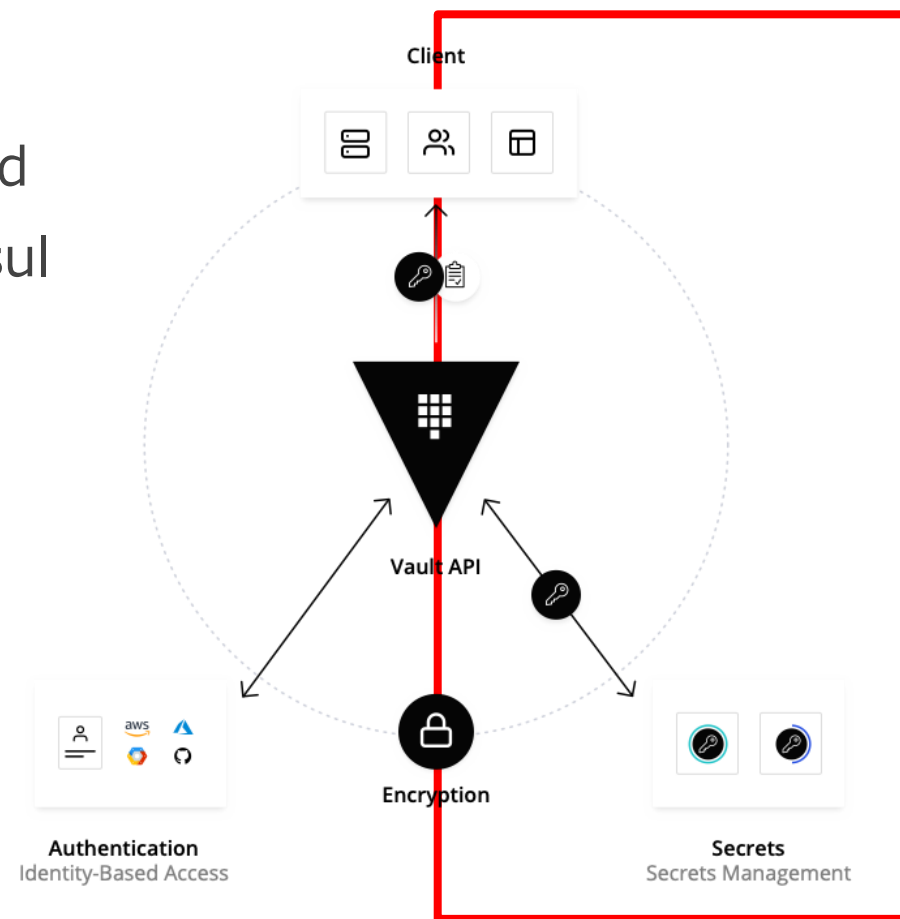 Client
d
sul
Vault API
aws
Encryption
Authentication
Identity-Based Access
Secrets
Secrets Management